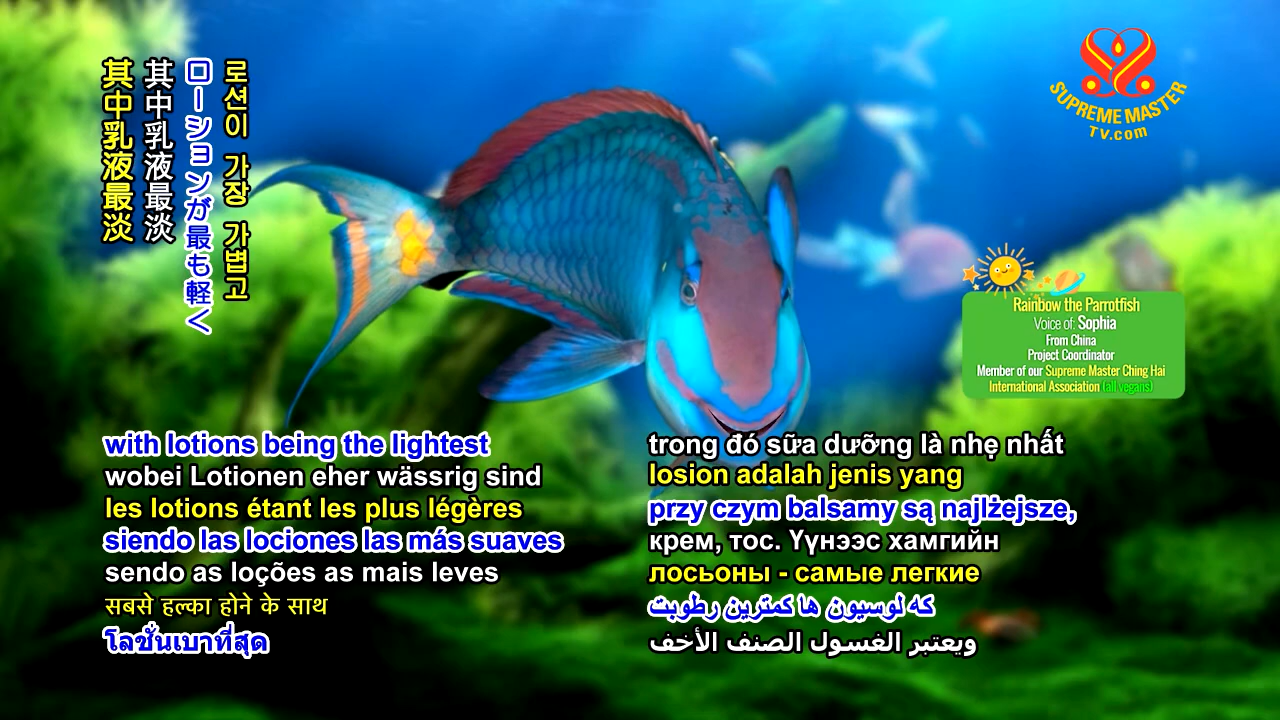 其中乳液最淡
其中乳液最淡
ローションが最も軽く
로션이 가장 가볍고
SUPREME MASTER
TV.com
Rainbow the Parrotfish
Voice of: Sophia
From China
Project Coordinator
Member of our Supreme Master Ching Hai
International Association (all vegans)
with lotions being the lightest
wobei Lotionen eher wässrig sind
les lotions étant les plus légères
siendo las lociones las más suaves
sendo as loções as mais leves
सबसे हल्का होने के साथ
โลชั่นเบาที่สุด
trong đó sữa dưỡng là nhẹ nhất
losion adalah jenis yang
przy czym balsamy są najlżejsze,
крем, тос. Үүнээс хамгийн
лосьоны - самые легкие
که لوسیون ها کمترین رطوبت
ويعتبر الغسول الصنف الأخف